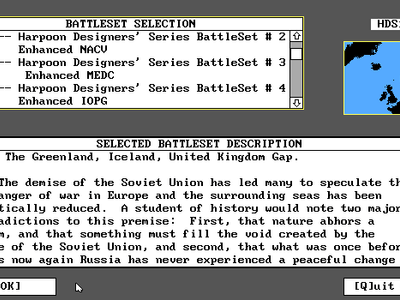 BATTLESET SELECTION
-- Harpoon Designers' Series BattleSet # 2
Enhanced NACV
-- Harpoon Designers' Series BattleSet # 3
Enhanced MEDC
-- Harpoon Designers' Series BattleSet # 4
Enhanced IOPG
HDS
SELECTED BATTLESET DESCRIPTION
The Greenland, Iceland, United Kingdom Gap.
The demise of the Soviet Union has led many to speculate th
anger of war in Europe and the surrounding seas has been
tically reduced. A student of history would note two major
adictions to this premise: First, that nature abhors a
m, and that something must fill the void created by the
e of the Soviet Union, and second, that what was once befor
s now again Russia has never experienced a peaceful change
OK]
[Q]uit